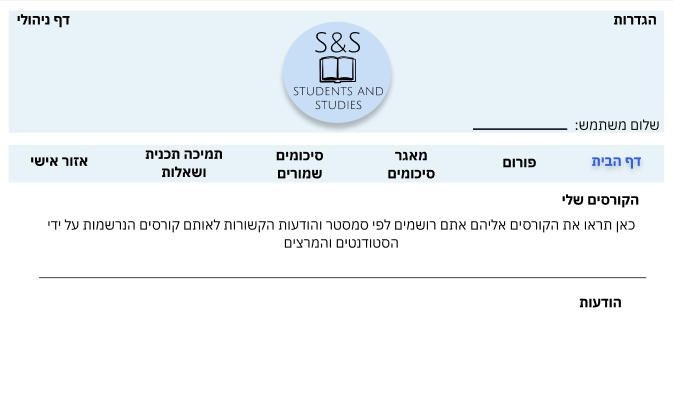 הגדרות
דף ניהולי
S&S
STUDENTS AND
STUDIES
שלום משתמש: ____________
דף הבית
פורום
מאגר
סיכומים
סיכומים
שמורים
תמיכה תכנית
ושאלות
אזור אישי
הקורסים שלי
כאן תראו את הקורסים אליהם אתם רושמים לפי סמסטר והודעות הקשורות לאותם קורסים הנרשמות על ידי
הסטודנטים והמרצים
הודעות